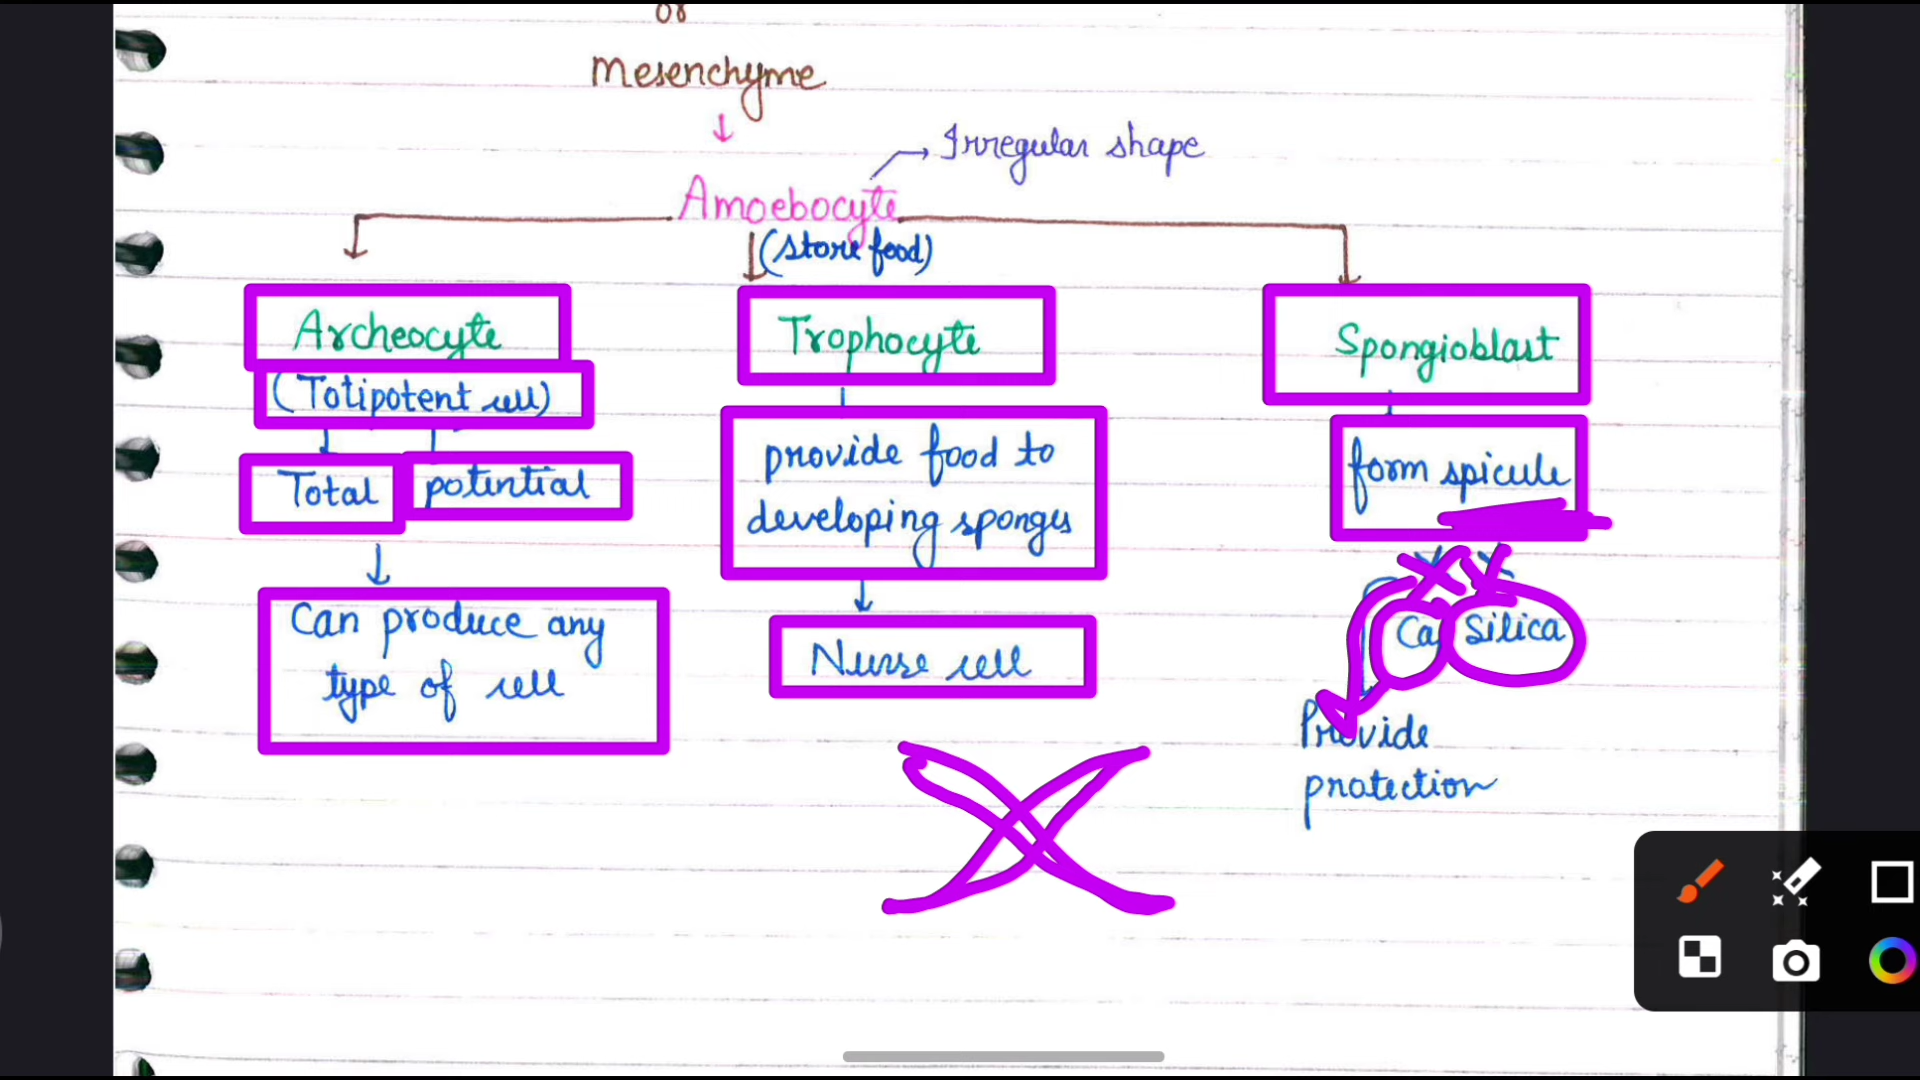 or
Mesenchyme
Irregular shape
Amoebocyte
(store food)
Archeocyte
Trophocyte
Spongioblast
(Totipotent cell)
Total potential
provide food to
developing sponges
form spicule
Can produce any
type of cell
Nurse cell
Ca Silica
Provide
protection